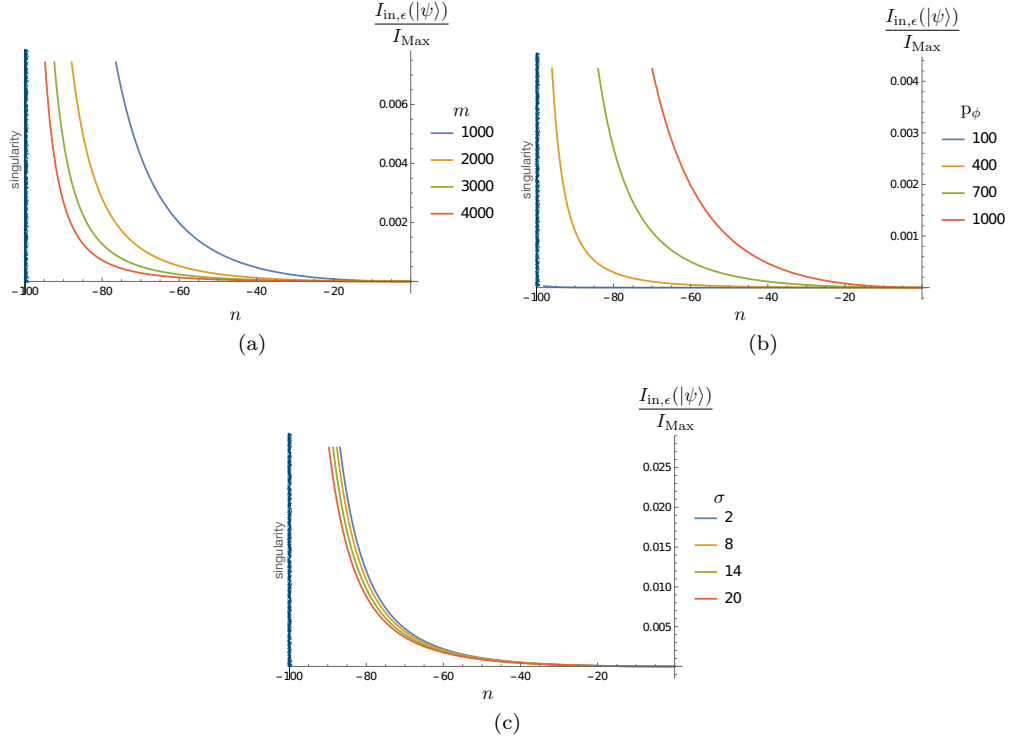 I_in,ϵ(|ψ⟩)
I_Max
0.006
0.004
0.002
m
1000
2000
3000
4000
singularity
-100
-80
-60
-40
-20
n
(a)
I_in,ϵ(|ψ⟩)
I_Max
0.004
0.003
0.002
0.001
p_ϕ
100
400
700
1000
singularity
-100
-80
-60
-40
-20
n
(b)
I_in,ϵ(|ψ⟩)
I_Max
0.025
0.020
0.015
0.010
0.005
σ
2
8
14
20
singularity
-100
-80
-60
-40
-20
n
(c)